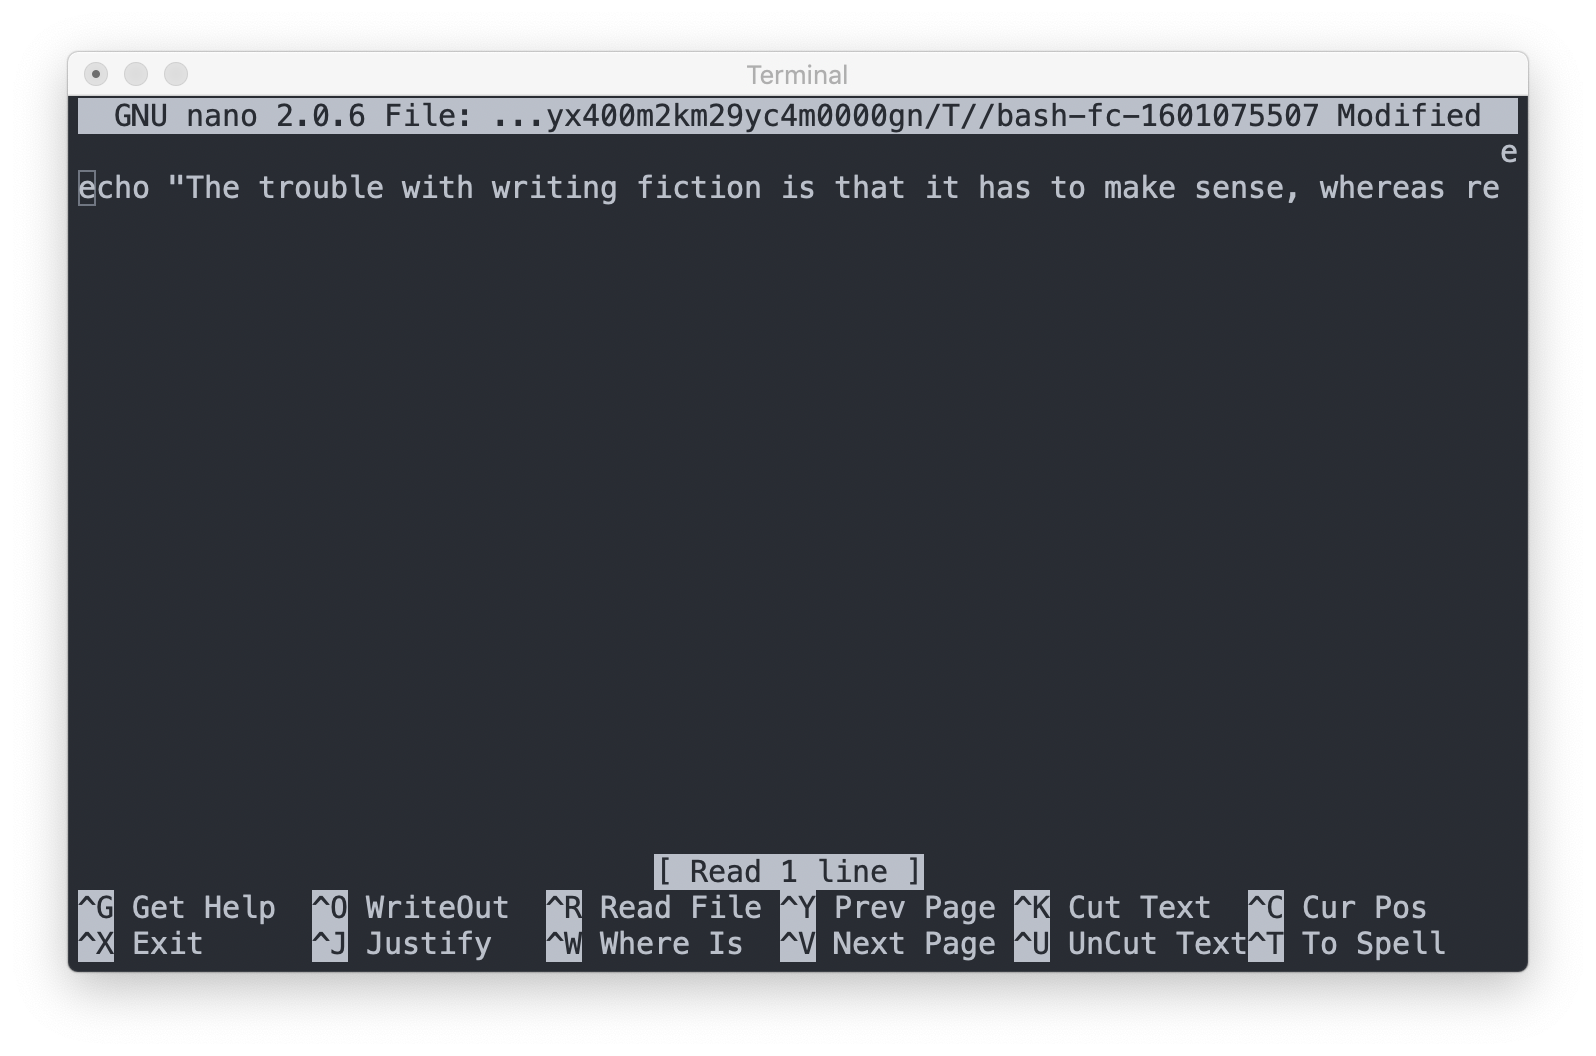 Terminal
GNU nano 2.0.6 File: ...yx400m2km29yc4m0000gn/T//bash-fc-1601075507 Modified
e
echo "The trouble with writing fiction is that it has to make sense, whereas re
[ Read 1 line ]
^G Get Help ^O WriteOut ^R Read File ^Y Prev Page ^K Cut Text ^C Cur Pos
^X Exit ^J Justify ^W Where Is ^V Next Page ^U UnCut Text ^T To Spell